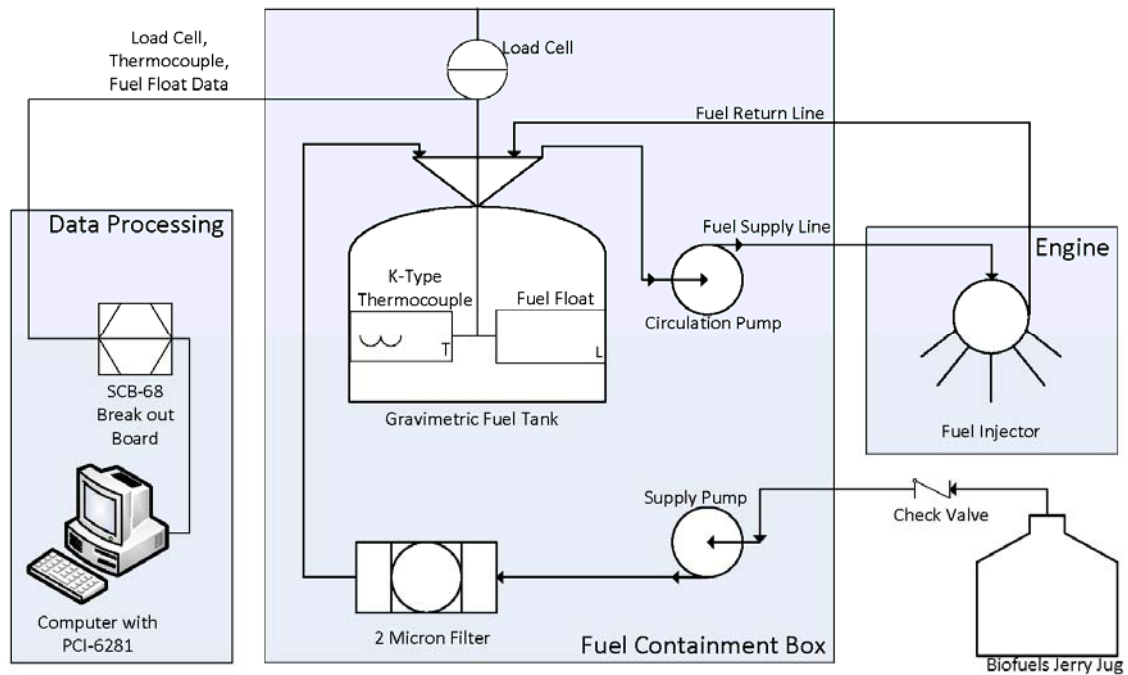 Load Cell,
Thermocouple,
Fuel Float Data
Load Cell
Fuel Return Line
Data Processing
Fuel Supply Line
Engine
K-Type
Thermocouple
Fuel Float
T
L
Circulation Pump
SCB-68
Break out
Board
Gravimetric Fuel Tank
Fuel Injector
Supply Pump
Check Valve
Computer with
PCI-6281
2 Micron Filter
Fuel Containment Box
Biofuels Jerry Jug